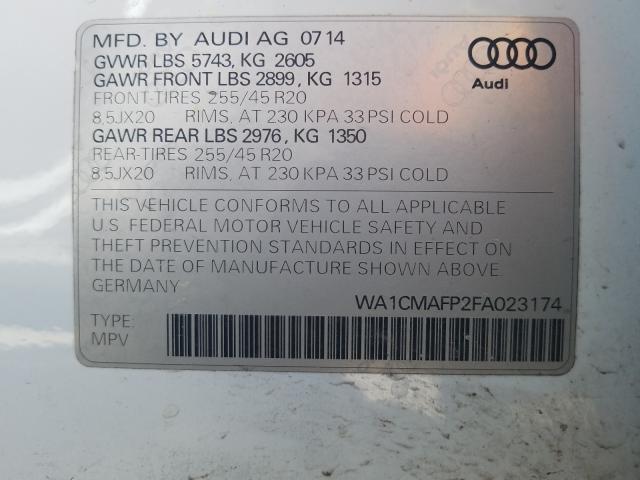 MFD. BY AUDI AG 07 14
GVWR LBS 5743, KG 2605
GAWR FRONT LBS 2899, KG 1315
FRONT-TIRES 255/45 R20
8,5JX20 RIMS, AT 230 KPA 33 PSI COLD
GAWR REAR LBS 2976, KG 1350
REAR-TIRES 255/45 R20
8,5JX20 RIMS, AT 230 KPA 33 PSI COLD
Audi
THIS VEHICLE CONFORMS TO ALL APPLICABLE
U.S. FEDERAL MOTOR VEHICLE SAFETY AND
THEFT PREVENTION STANDARDS IN EFFECT ON
THE DATE OF MANUFACTURE SHOWN ABOVE
GERMANY
WA1CMAFP2FA023174
TYPE:
MPV